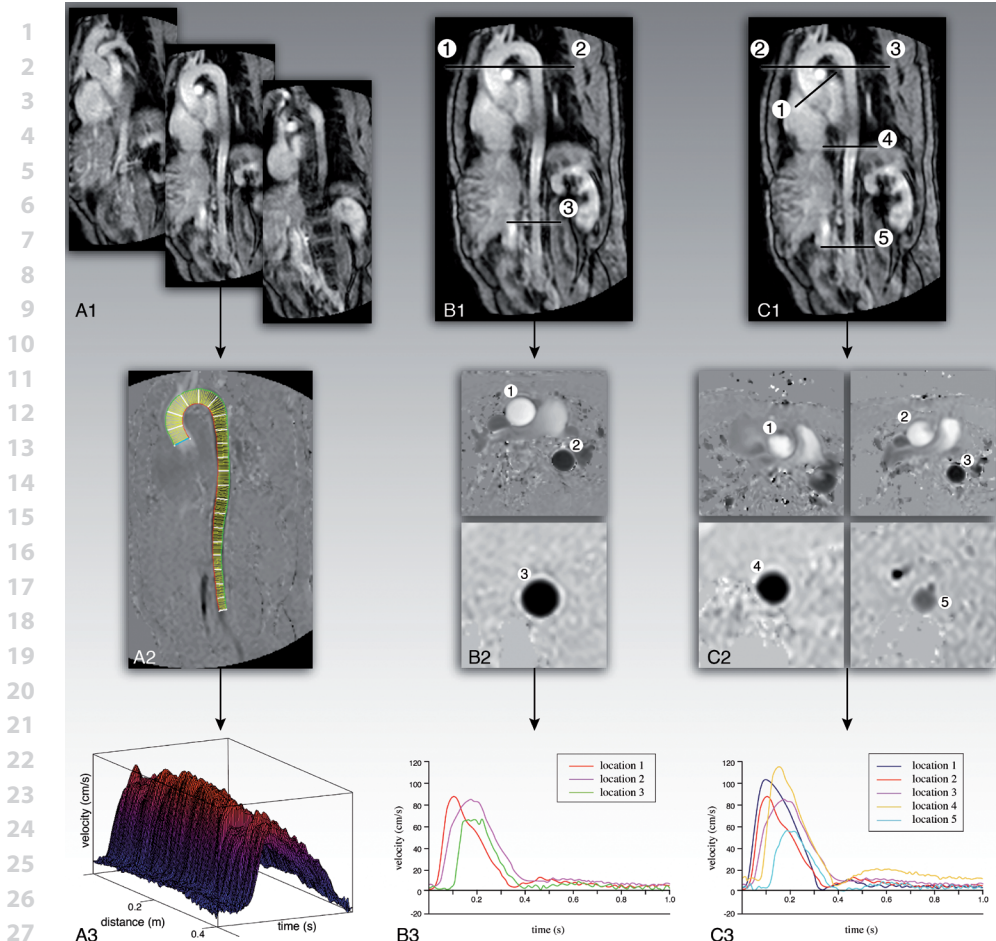 1
2
3
4
5
6
7
8
9
10
11
12
13
14
15
16
17
18
19
20
21
22
23
24
25
26
27
A1
1
2
3
B1
2
3
1
4
5
C1
A2
1
2
3
B2
1
2
3
4
5
C2
velocity (cm/s)
distance (m)
0.2
0.4
time (s)
A3
location 1
location 2
location 3
velocity (cm/s)
120
100
80
60
40
20
0
-20
0.2
0.4
0.6
0.8
1.0
time (s)
B3
location 1
location 2
location 3
location 4
location 5
velocity (cm/s)
120
100
80
60
40
20
0
-20
0.2
0.4
0.6
0.8
1.0
time (s)
C3